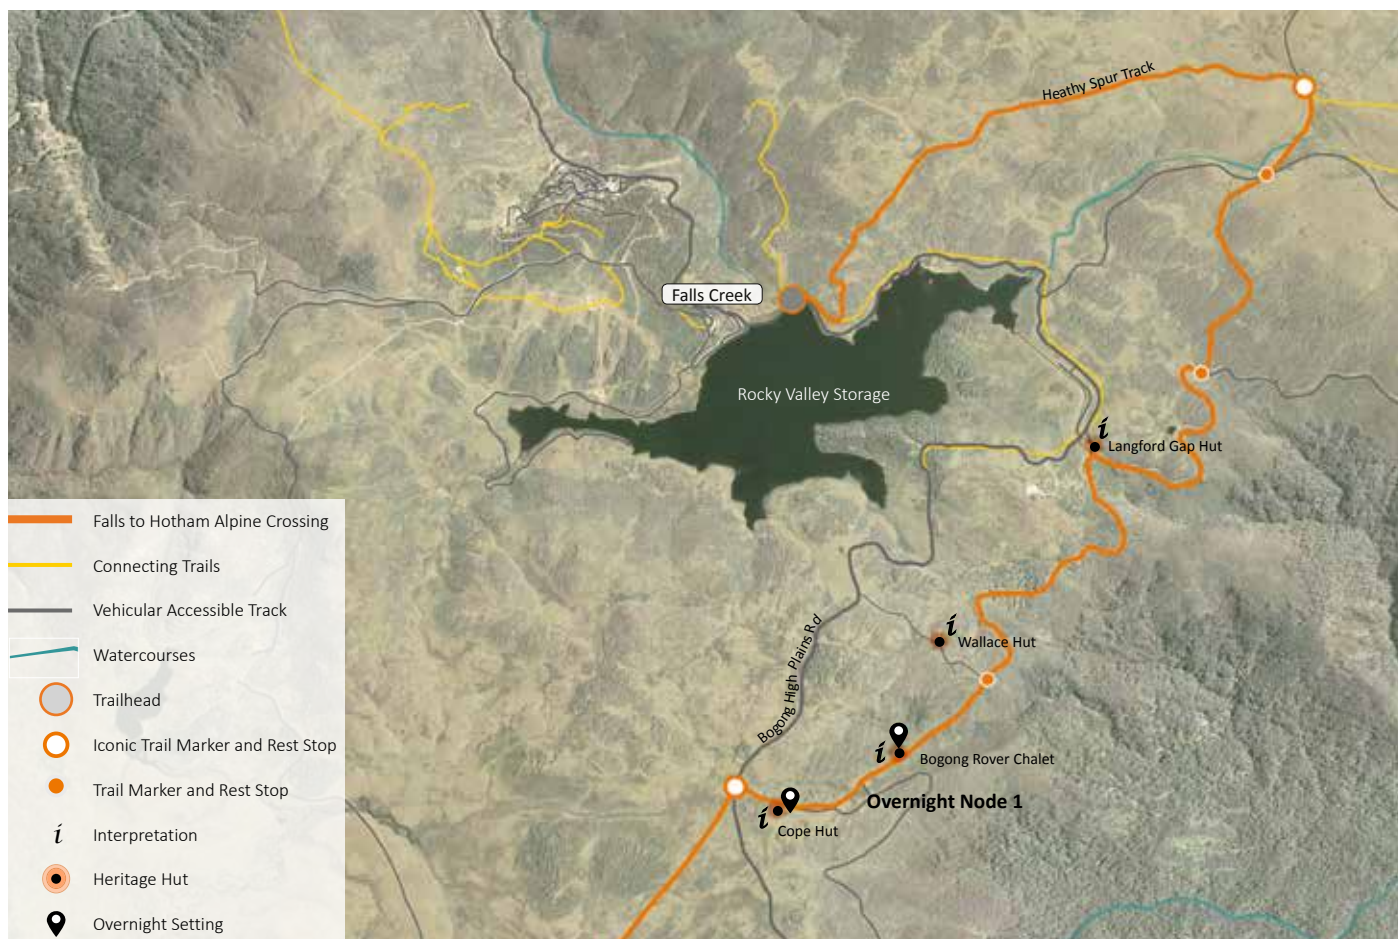 Heathy Spur Track
Falls Creek
Rocky Valley Storage
i
Langford Gap Hut
Falls to Hotham Alpine Crossing
Connecting Trails
Vehicular Accessible Track
Watercourses
Trailhead
Iconic Trail Marker and Rest Stop
Trail Marker and Rest Stop
i Interpretation
Heritage Hut
Overnight Setting
Bogong High Plains Rd
i
Wallace Hut
i
Bogong Rover Chalet
Overnight Node 1
i
Cope Hut